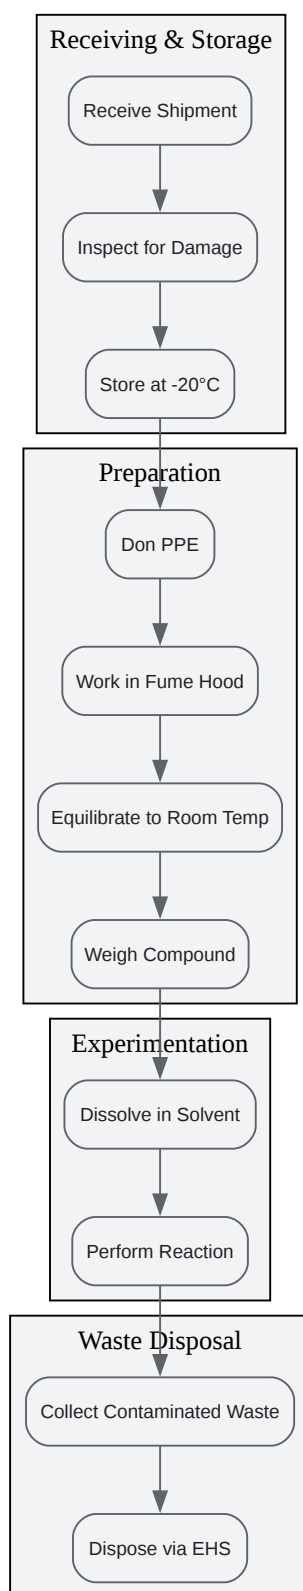 Receiving & Storage
Receive Shipment
Inspect for Damage
Store at -20°C
Preparation
Don PPE
Work in Fume Hood
Equilibrate to Room Temp
Weigh Compound
Experimentation
Dissolve in Solvent
Perform Reaction
Waste Disposal
Collect Contaminated Waste
Dispose via EHS